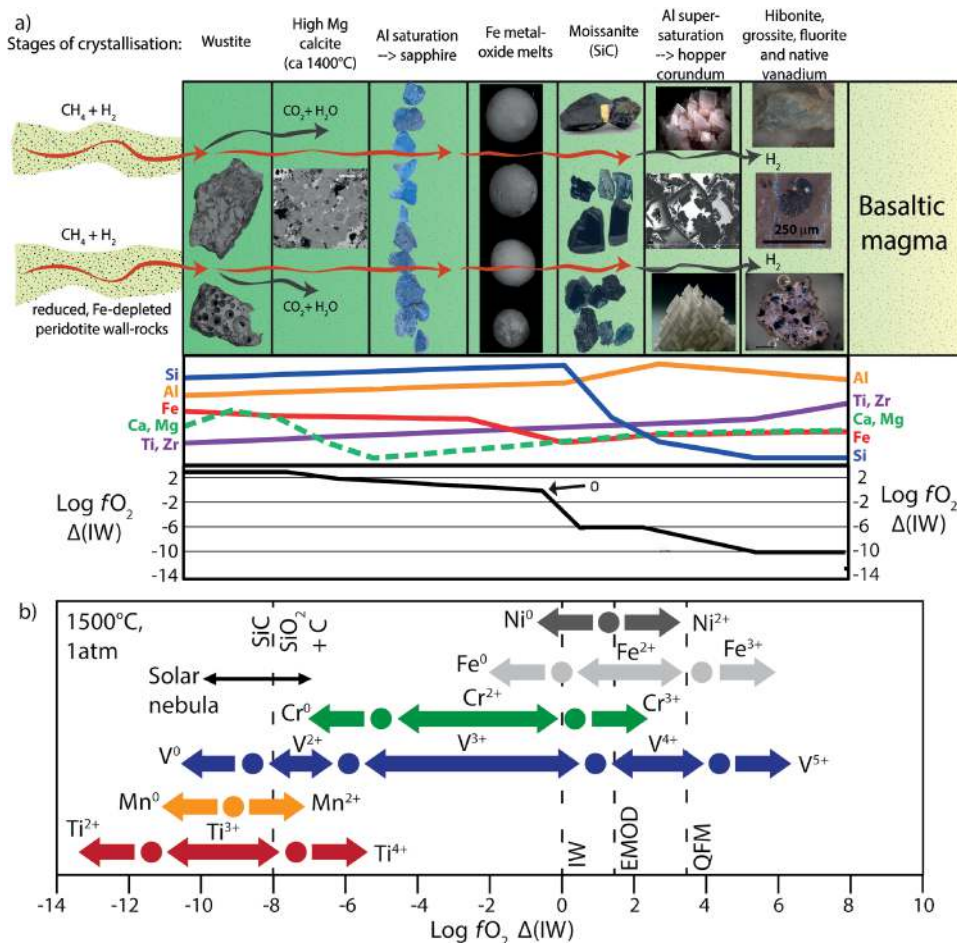 a)
Stages of crystallisation:
Wustite
High Mg
calcite
(ca 1400°C)
Al saturation
--> sapphire
Fe metal-
oxide melts
Moissanite
(SiC)
Al super-
saturation
--> hopper
corundum
Hibonite,
grossite, fluorite
and native
vanadium
CH4 + H2
CO2 + H2O
H2
CH4 + H2
CO2 + H2O
H2
250 µm
Basaltic
magma
reduced, Fe-depleted
peridotite wall-rocks
Si
Al
Fe
Ca, Mg
Ti, Zr
Al
Ti, Zr
Ca, Mg
Fe
Si
Log fO2
Δ(IW)
2
-2
-6
-10
-14
0
2
-2
-6
-10
-14
Log fO2
Δ(IW)
b)
1500°C,
1atm
SiC
SiO2
+ C
Solar
nebula
Ni0
Ni2+
Fe0
Fe2+
Fe3+
Cr0
Cr2+
Cr3+
V0
V2+
V3+
V4+
V5+
Mn0
Mn2+
Ti2+
Ti3+
Ti4+
IW
EMOD
QFM
-14 -12 -10 -8 -6 -4 -2 0 2 4 6 8 10
Log fO2 Δ(IW)